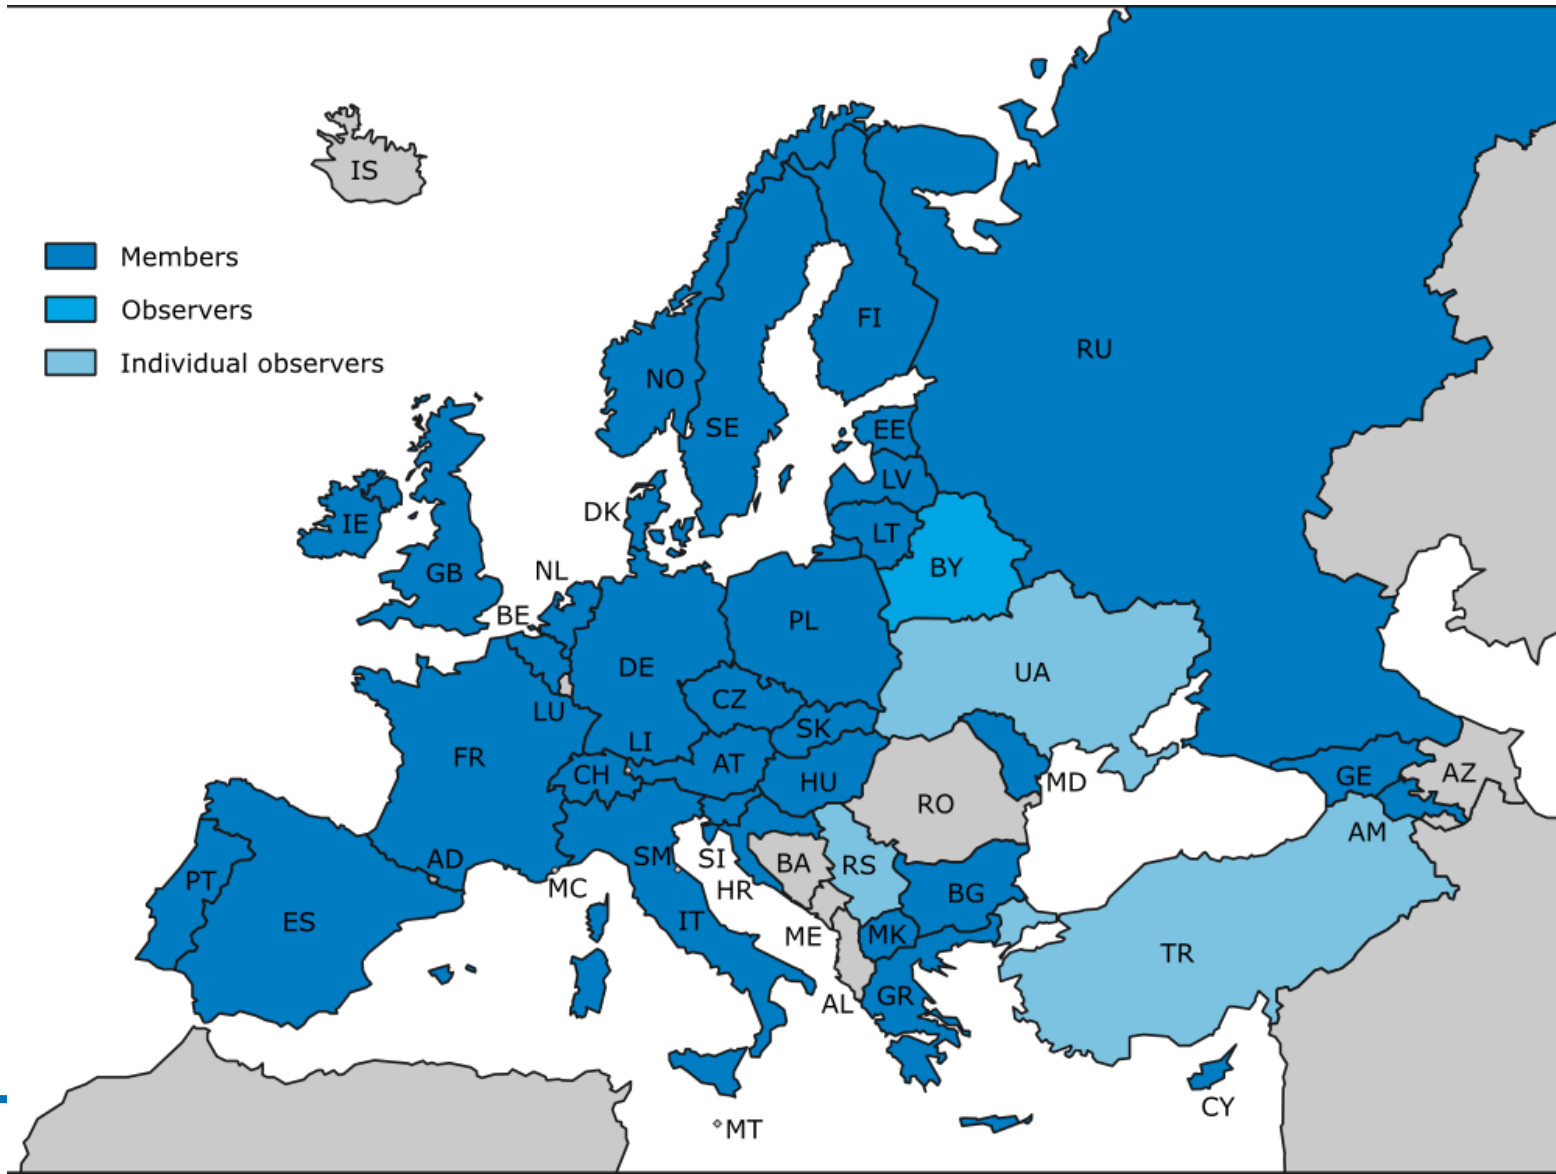 IS
Members
Observers
Individual observers
FI
RU
NO
SE
EE
LV
DK
IE
LT
BY
NL
GB
BE
PL
DE
UA
CZ
LU
SK
LI
FR
AT
CH
HU
GE
AZ
MD
RO
AM
SM
SI
AD
BA
RS
PT
MC
HR
BG
ES
IT
ME
MK
TR
GR
AL
CY
MT